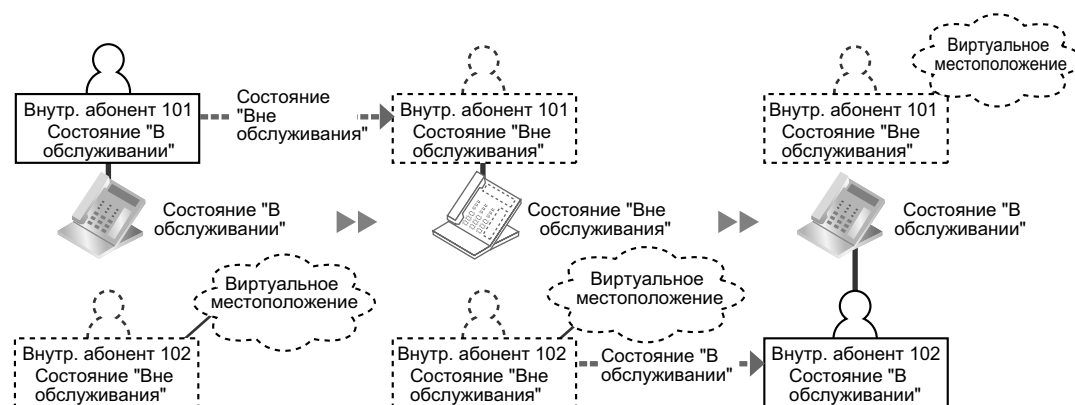 Виртуальное
местоположение
Внутр. абонент 101
Состояние "В
обслуживании"
Состояние
"Вне
обслуживания"
Внутр. абонент 101
Состояние "Вне
обслуживания"
Внутр. абонент 101
Состояние "Вне
обслуживания"
Состояние "В
обслуживании"
Состояние "Вне
обслуживания"
Состояние "В
обслуживании"
Виртуальное
местоположение
Виртуальное
местоположение
Внутр. абонент 102
Состояние "Вне
обслуживания"
Внутр. абонент 102
Состояние "Вне
обслуживания"
Состояние "В
обслуживании"
Внутр. абонент 102
Состояние "В
обслуживании"